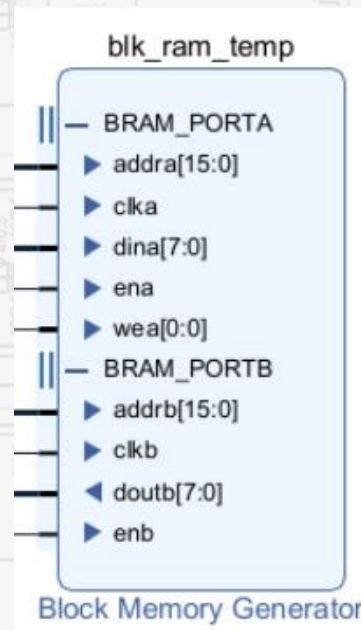 blk_ram_temp
BRAM_PORTA
addra[15:0]
clka
dina[7:0]
ena
wea[0:0]
BRAM_PORTB
addrb[15:0]
clkb
doutb[7:0]
enb
Block Memory Generator